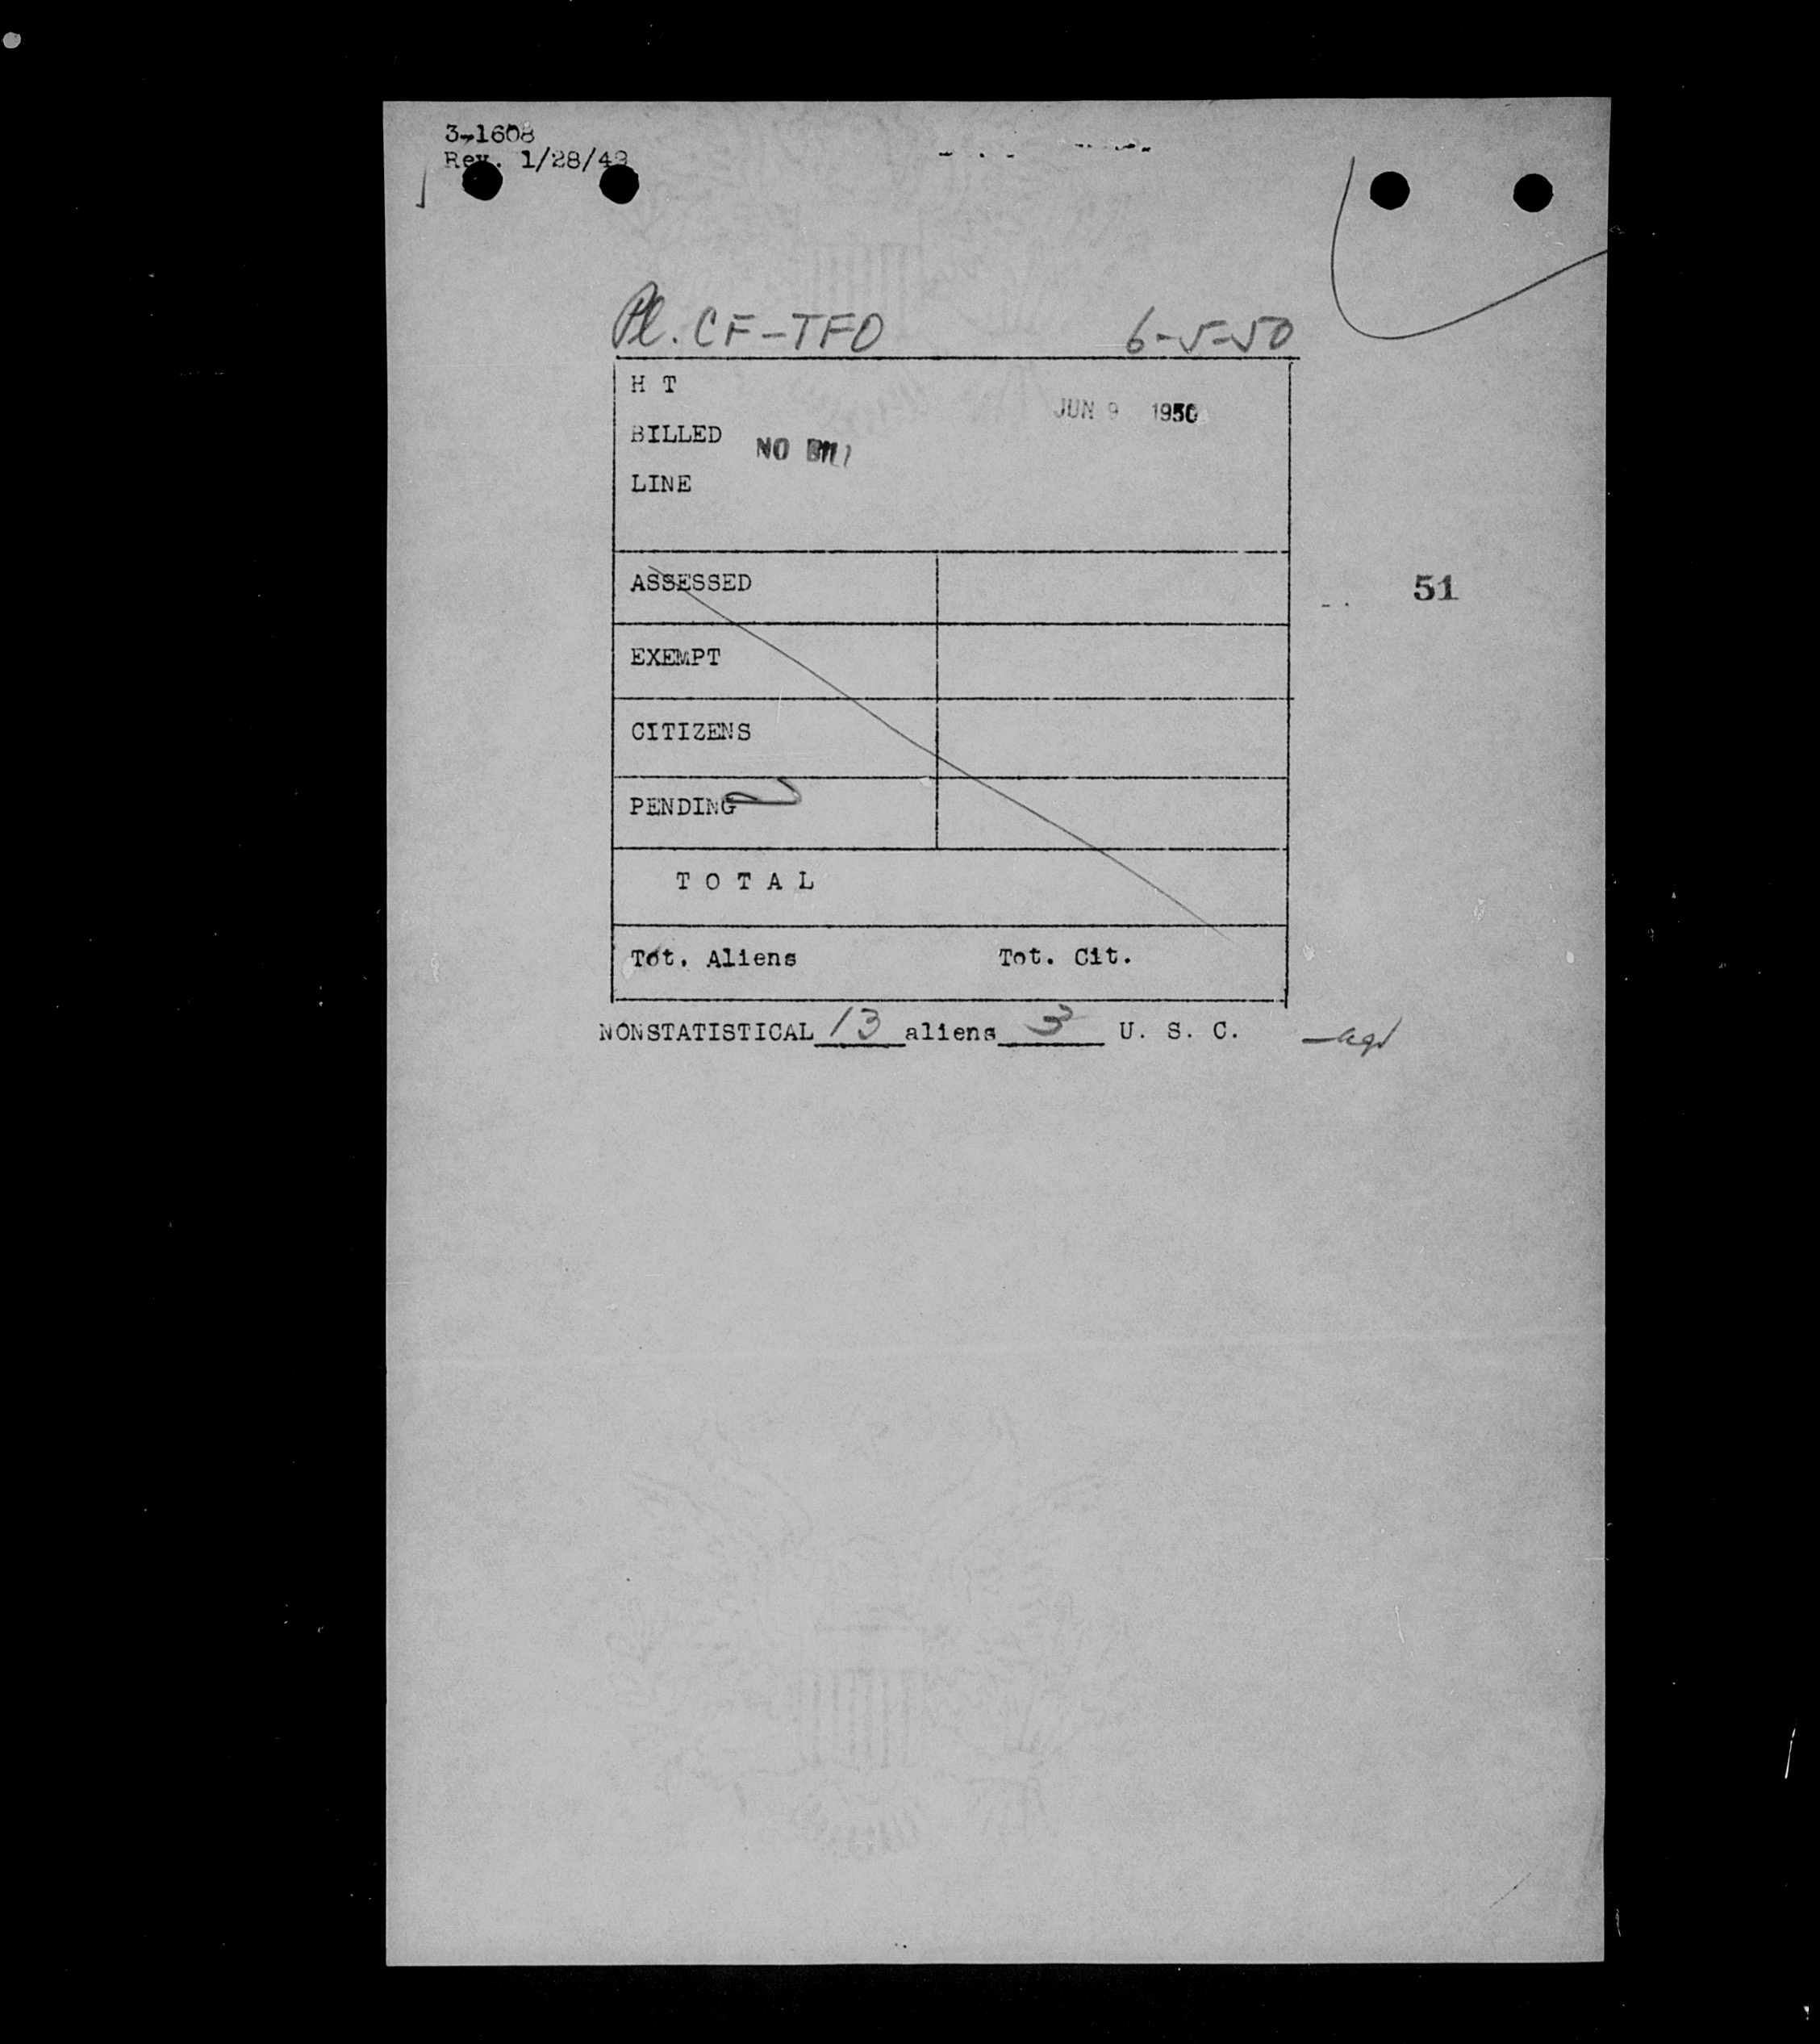 3-1608
Rev. 1/28/49
Pl. CF-TFO 6-5-50
H T
JUN 9 1950
BILLED NO BILL
LINE
ASSESSED
51
EXEMPT
CITIZENS
PENDING
T O T A L
Tot. Aliens Tot. Cit.
NONSTATISTICAL 13 aliens 3 U. S. C.